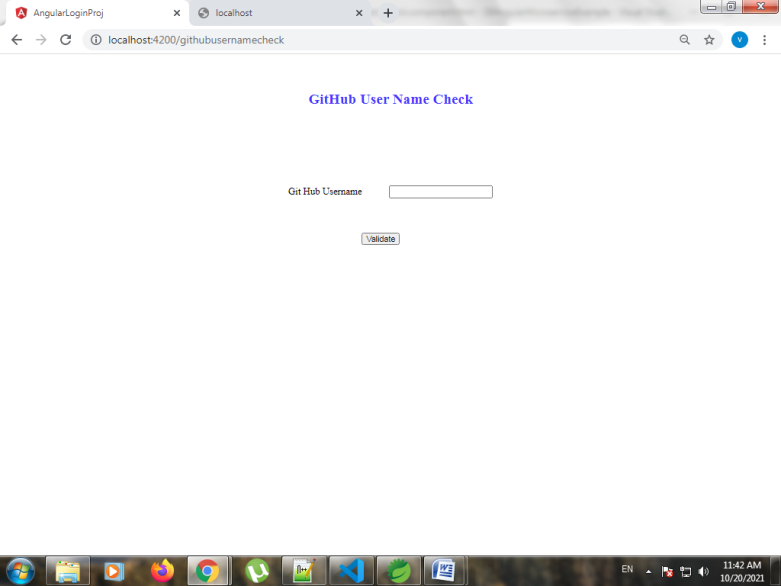 AngularLoginProj
localhost
localhost:4200/githubusernamecheck
V
GitHub User Name Check
Git Hub Username
Validate
EN
11:42 AM
10/20/2021